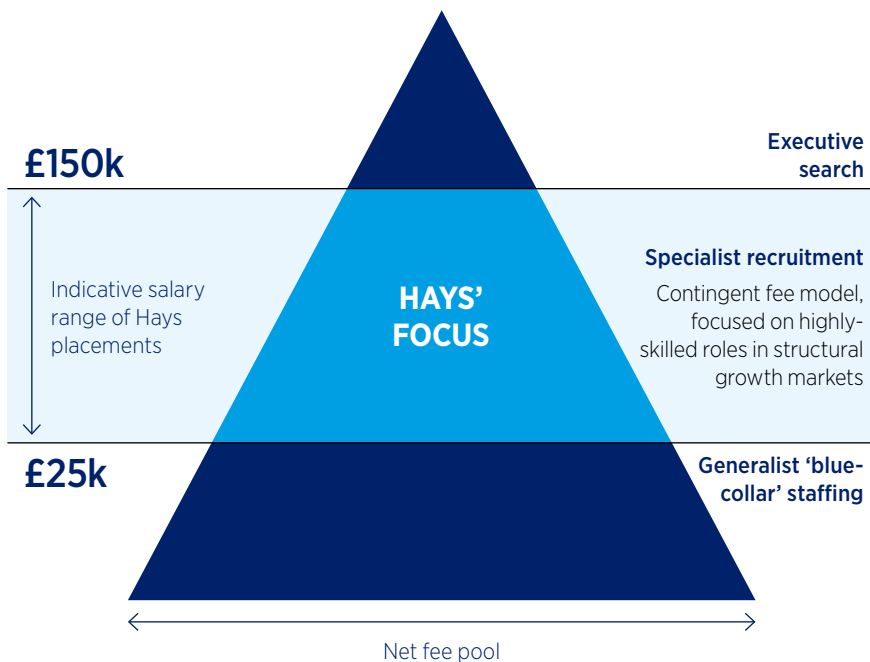 £150k
Executive
search
Indicative salary
range of Hays
placements
HAYS'
FOCUS
Specialist recruitment
Contingent fee model,
focused on highly-
skilled roles in structural
growth markets
£25k
Generalist ‘blue-
collar’ staffing
Net fee pool